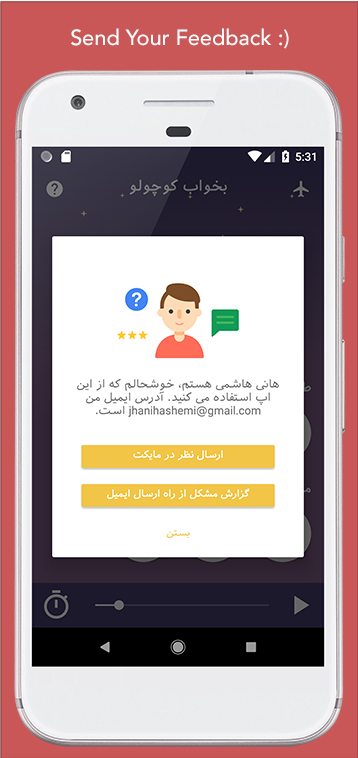 Send Your Feedback :)
5:31
بخواب کوچولو
?
هانی هاشمی هستم، خوشحالم که از این
اپ استفاده می کنید. آدرس ایمیل من
jhanihashemi@gmail.com است.
ارسال نظر در مایکت
گزارش مشکل از راه ارسال ایمیل
بستن